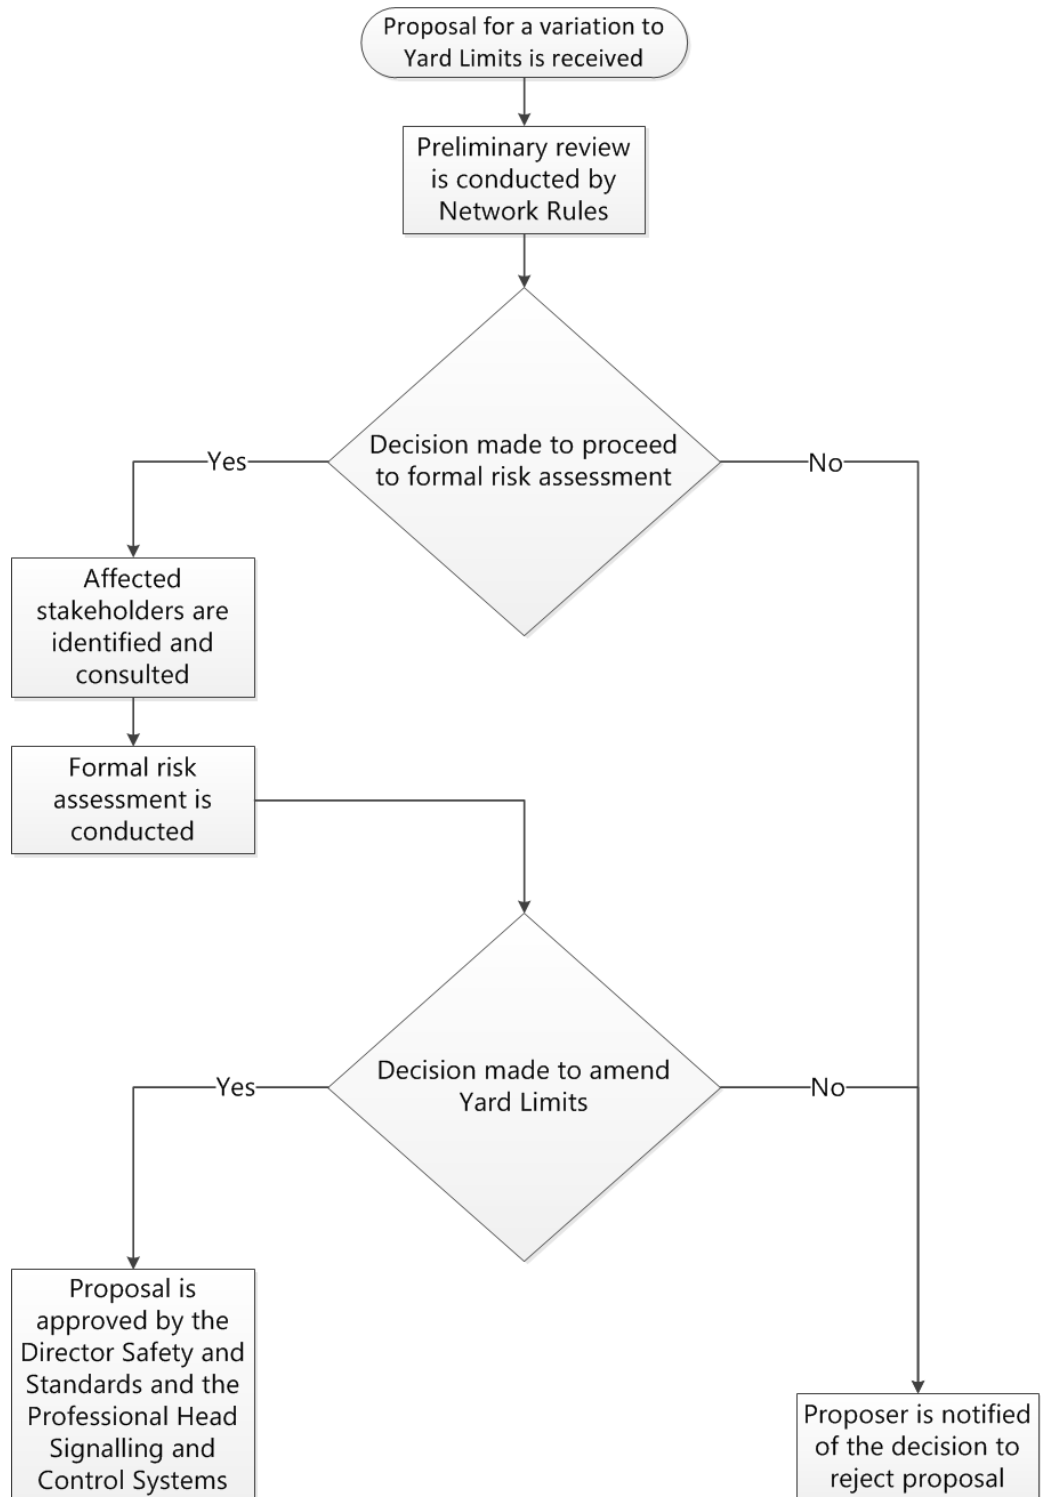 Proposal for a variation to
Yard Limits is received
Preliminary review
is conducted by
Network Rules
Decision made to proceed
to formal risk assessment
Yes
No
Affected
stakeholders are
identified and
consulted
Formal risk
assessment is
conducted
Decision made to amend
Yard Limits
Yes
No
Proposal is
approved by the
Director Safety and
Standards and the
Professional Head
Signalling and
Control Systems
Proposer is notified
of the decision to
reject proposal